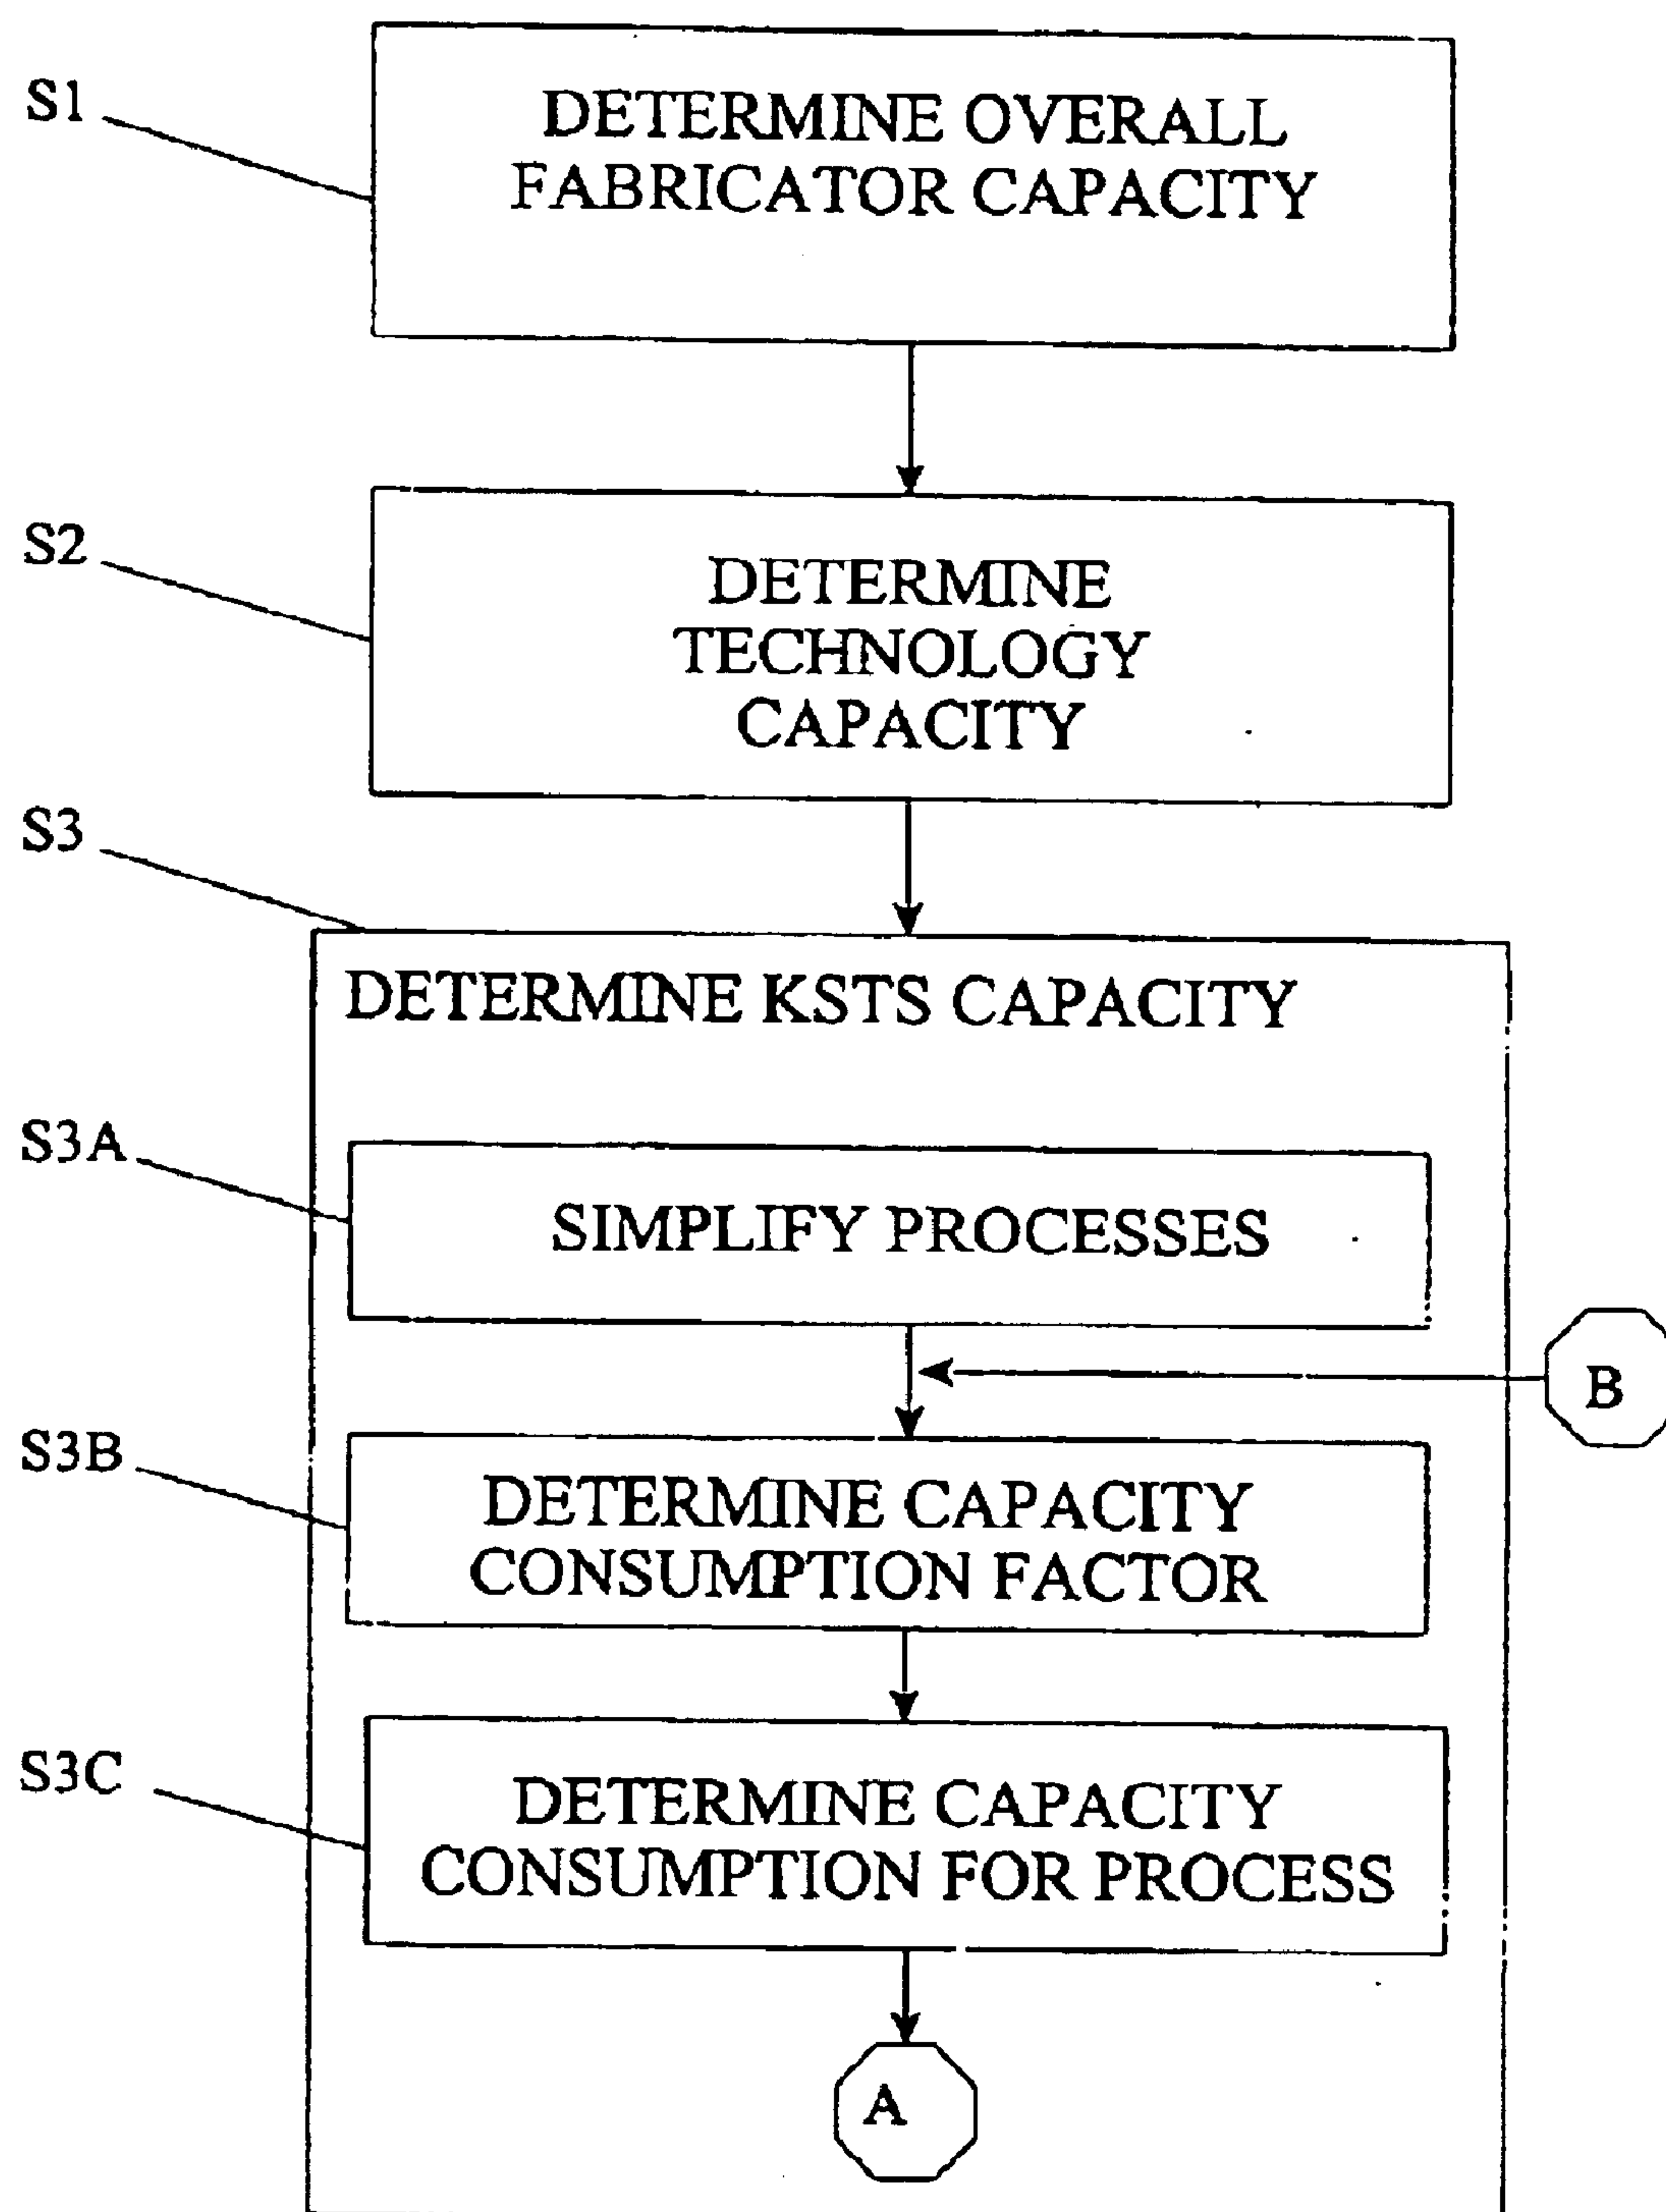 S1
DETERMINE OVERALL
FABRICATOR CAPACITY
S2
DETERMINE
TECHNOLOGY
CAPACITY
S3
DETERMINE KSTS CAPACITY
S3A
SIMPLIFY PROCESSES
B
S3B
DETERMINE CAPACITY
CONSUMPTION FACTOR
S3C
DETERMINE CAPACITY
CONSUMPTION FOR PROCESS
A